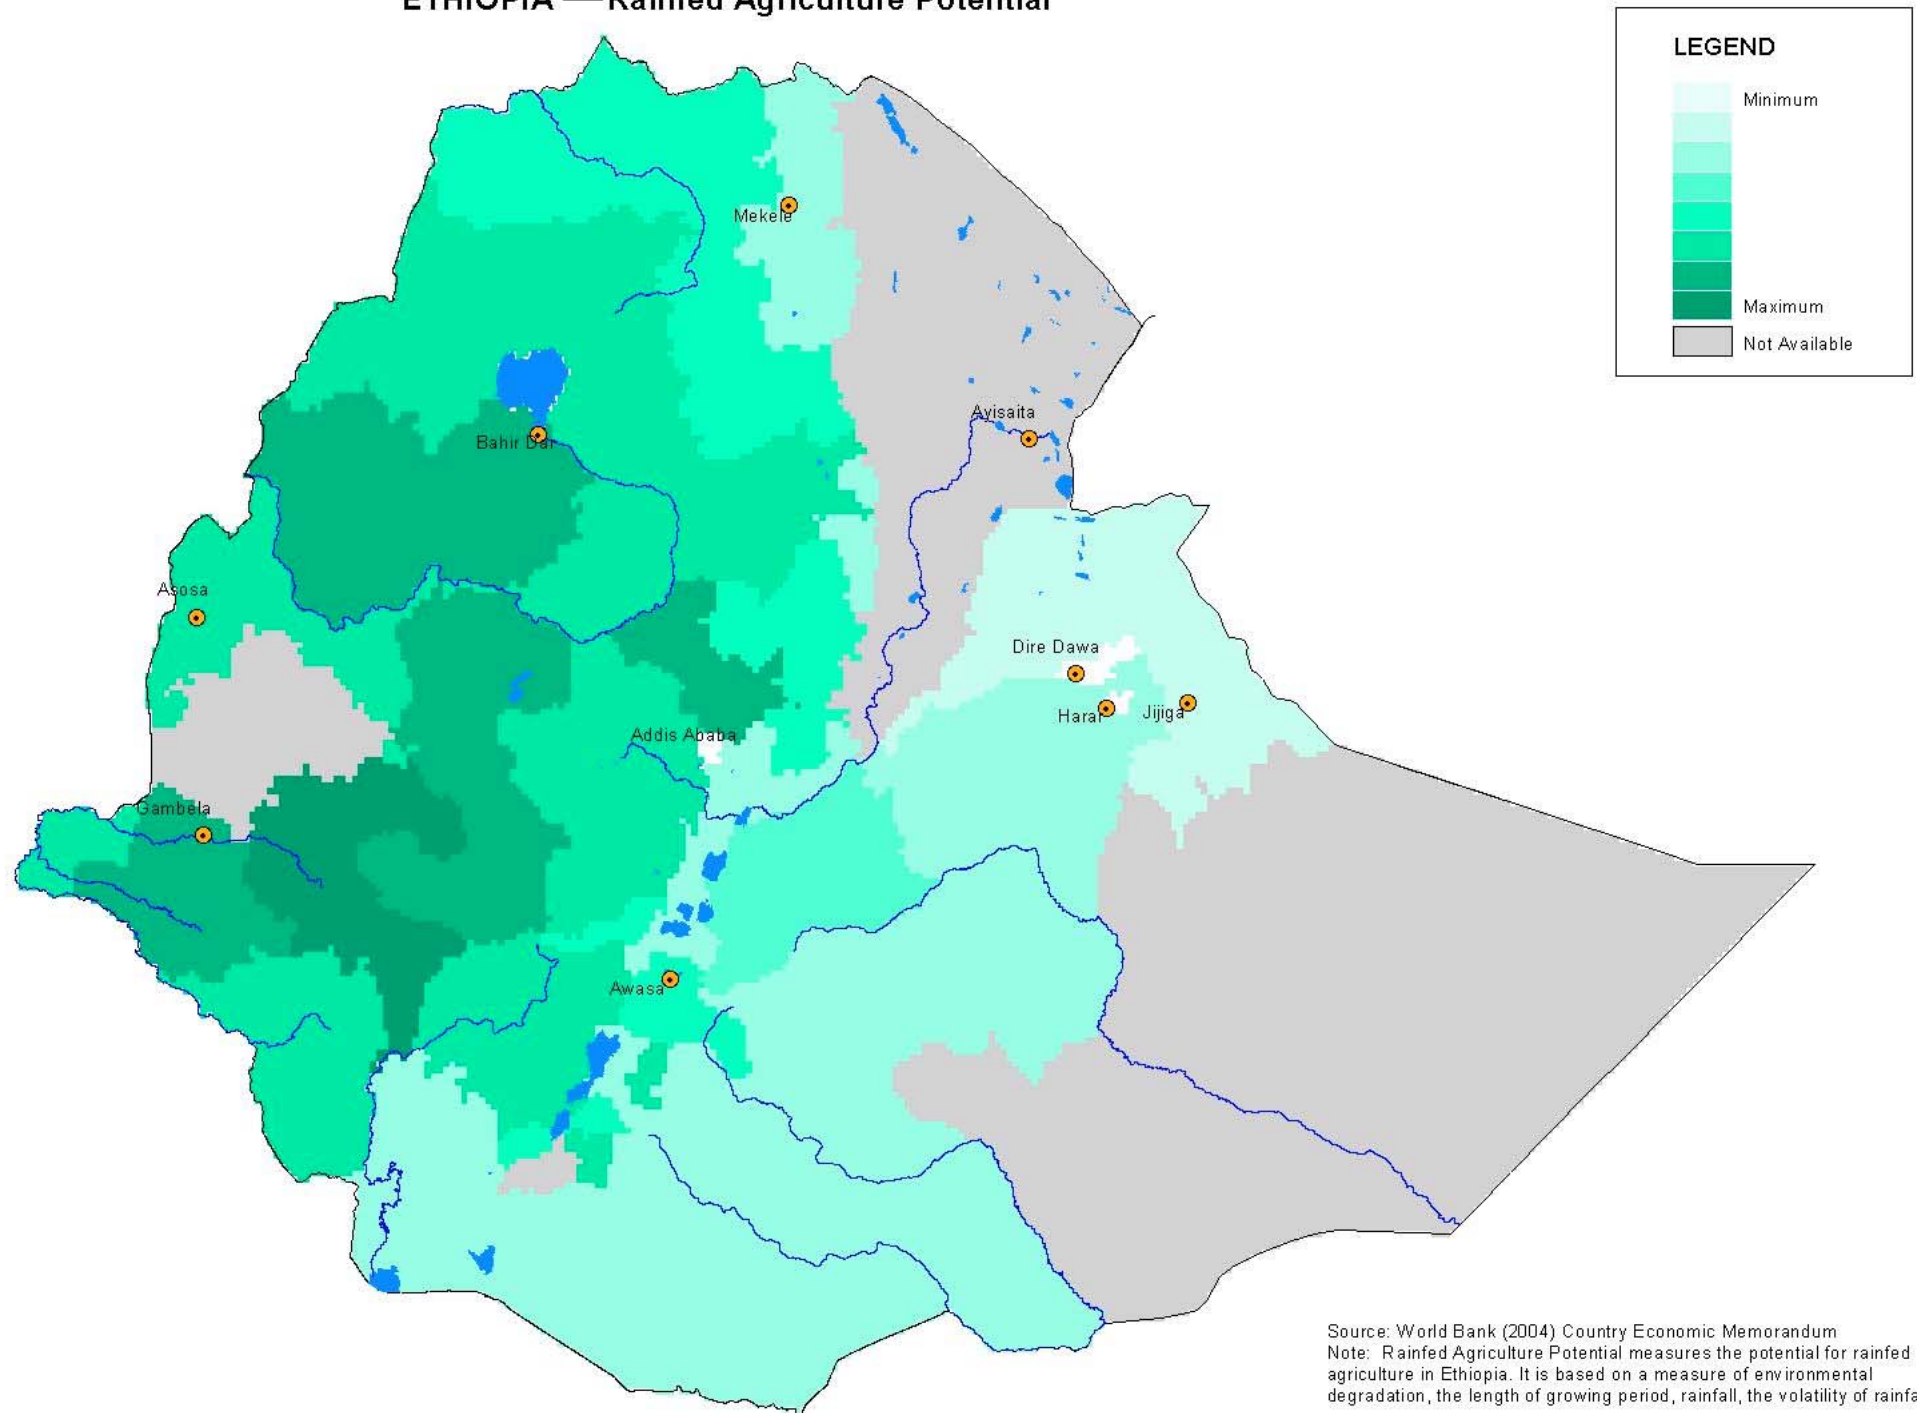 ETHIOPIA — Rainfed Agriculture Potential
LEGEND
Minimum
Maximum
Not Available
Mekele
Ayisaita
Bahir Dar
Asosa
Dire Dawa
Harar
Jijiga
Addis Ababa
Gambela
Awasa
Source: World Bank (2004) Country Economic Memorandum
Note: Rainfed Agriculture Potential measures the potential for rainfed
agriculture in Ethiopia. It is based on a measure of environmental
degradation, the length of growing period, rainfall, the volatility of